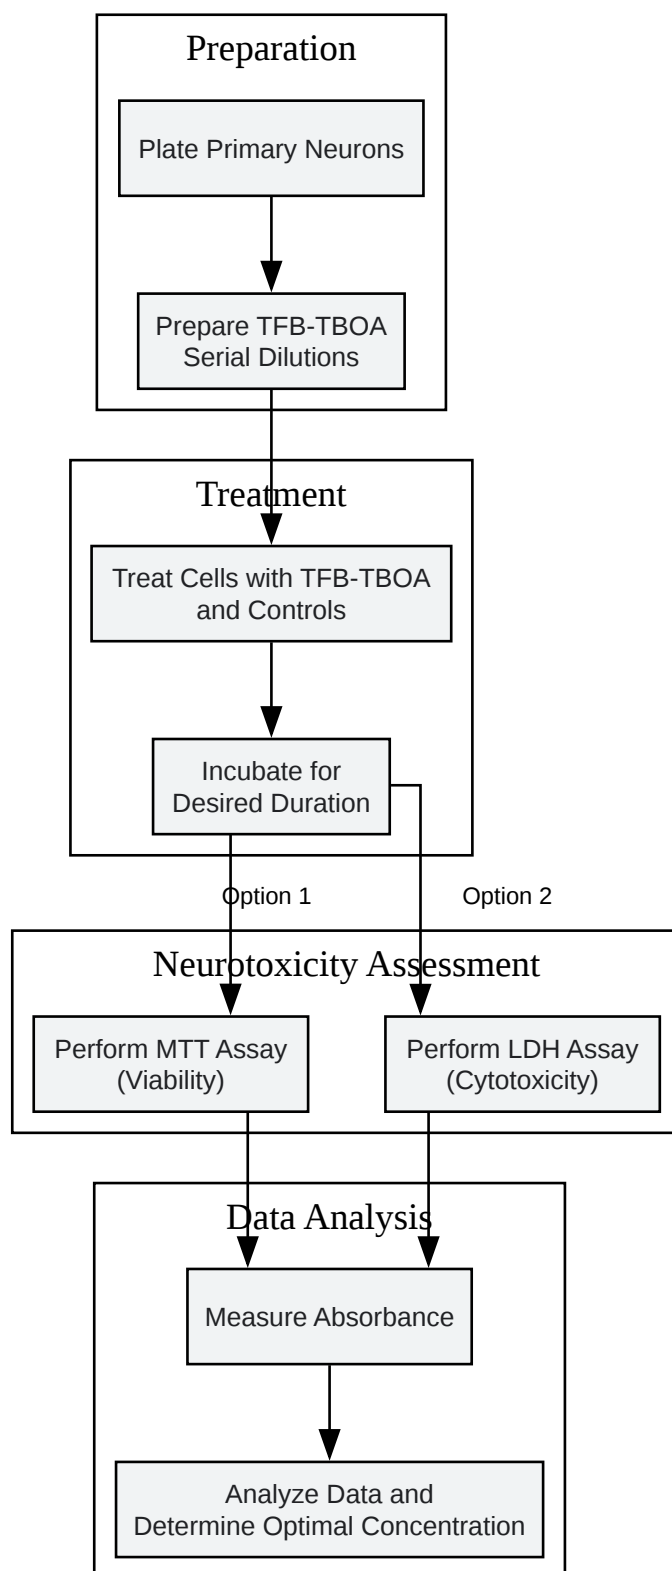 Preparation
Plate Primary Neurons
Prepare TFB-TBOA
Serial Dilutions
Treatment
Treat Cells with TFB-TBOA
and Controls
Incubate for
Desired Duration
Option 1
Option 2
Neurotoxicity Assessment
Perform MTT Assay
(Viability)
Perform LDH Assay
(Cytotoxicity)
Data Analysis
Measure Absorbance
Analyze Data and
Determine Optimal Concentration